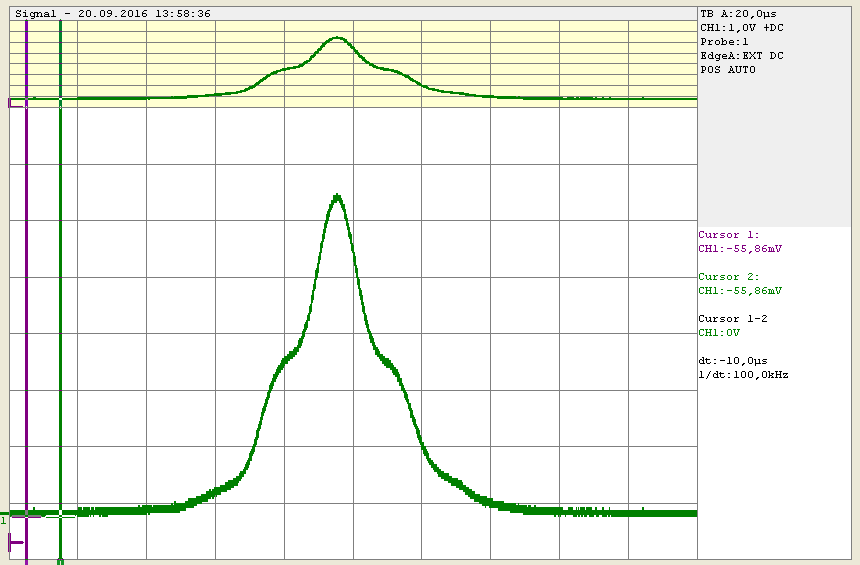 Signal - 20.09.2016 13:58:36
TB A:20,0µs
CH1:1,0V +DC
Probe:1
EdgeA:EXT DC
POS AUTO
Cursor 1:
CH1:-55,86mV
Cursor 2:
CH1:-55,86mV
Cursor 1-2
CH1:0V
dt:-10,0µs
1/dt:100,0kHz
1